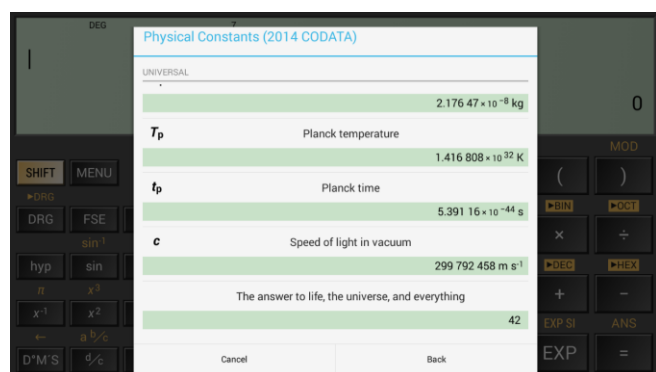 DEG
7
Physical Constants (2014 CODATA)
UNIVERSAL
2.176 47 × 10⁻⁸ kg
0
Tp Planck temperature
1.416 808 × 10³² K
MOD
SHIFT MENU ( )
tp Planck time
►DRG
5.391 16 × 10⁻⁴⁴ s
►BIN ►OCT
DRG FSE × ÷
c Speed of light in vacuum
sin⁻¹
299 792 458 m s⁻¹
►DEC ►HEX
hyp sin + −
π x³
The answer to life, the universe, and everything
x⁻¹ x²
42
EXP SI ANS
← a b/c
D°M´S d/c
Cancel Back
EXP =